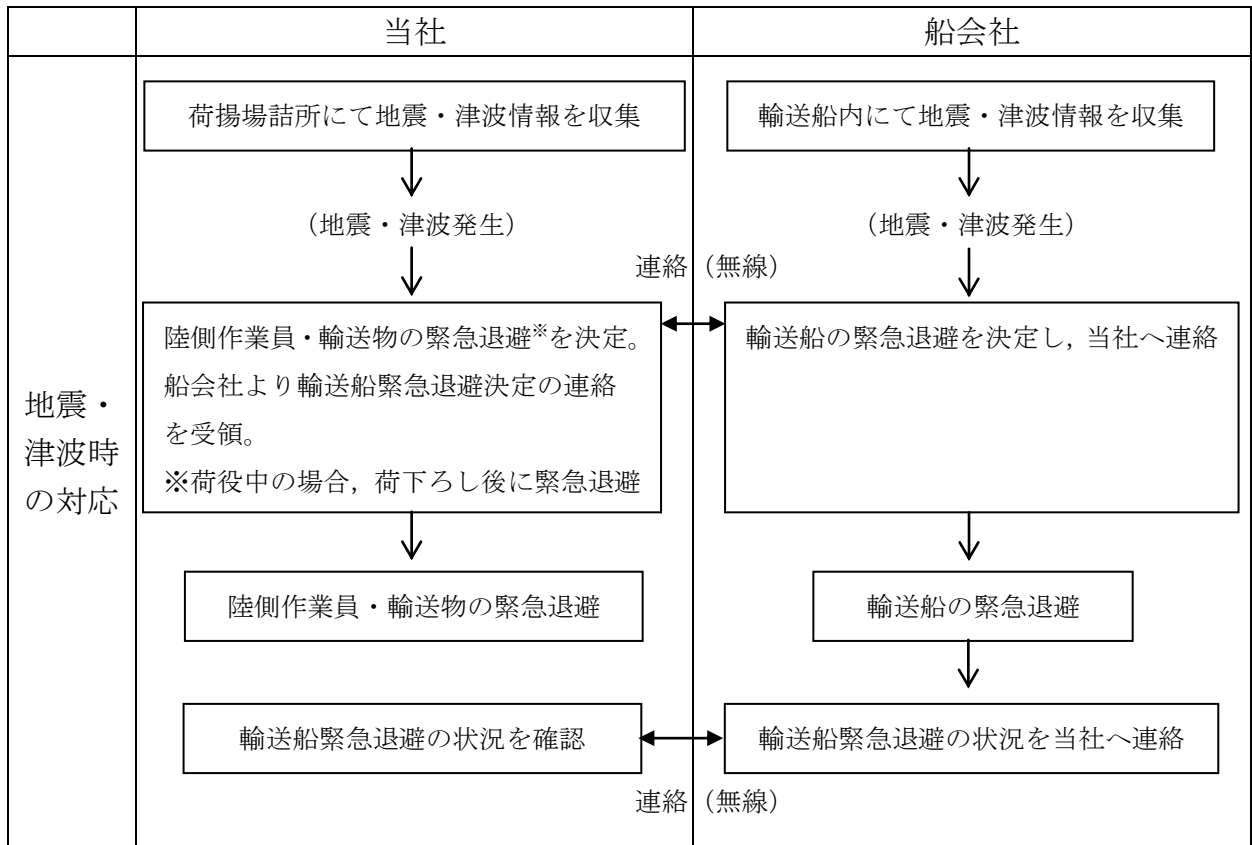 当社
船会社
地震・
津波時
の対応
荷揚場詰所にて地震・津波情報を収集
輸送船内にて地震・津波情報を収集
（地震・津波発生）
（地震・津波発生）
連絡（無線）
陸側作業員・輸送物の緊急退避※を決定。
船会社より輸送船緊急退避決定の連絡
を受領。
※荷役中の場合，荷下ろし後に緊急退避
輸送船の緊急退避を決定し，当社へ連絡
陸側作業員・輸送物の緊急退避
輸送船の緊急退避
輸送船緊急退避の状況を確認
輸送船緊急退避の状況を当社へ連絡
連絡（無線）